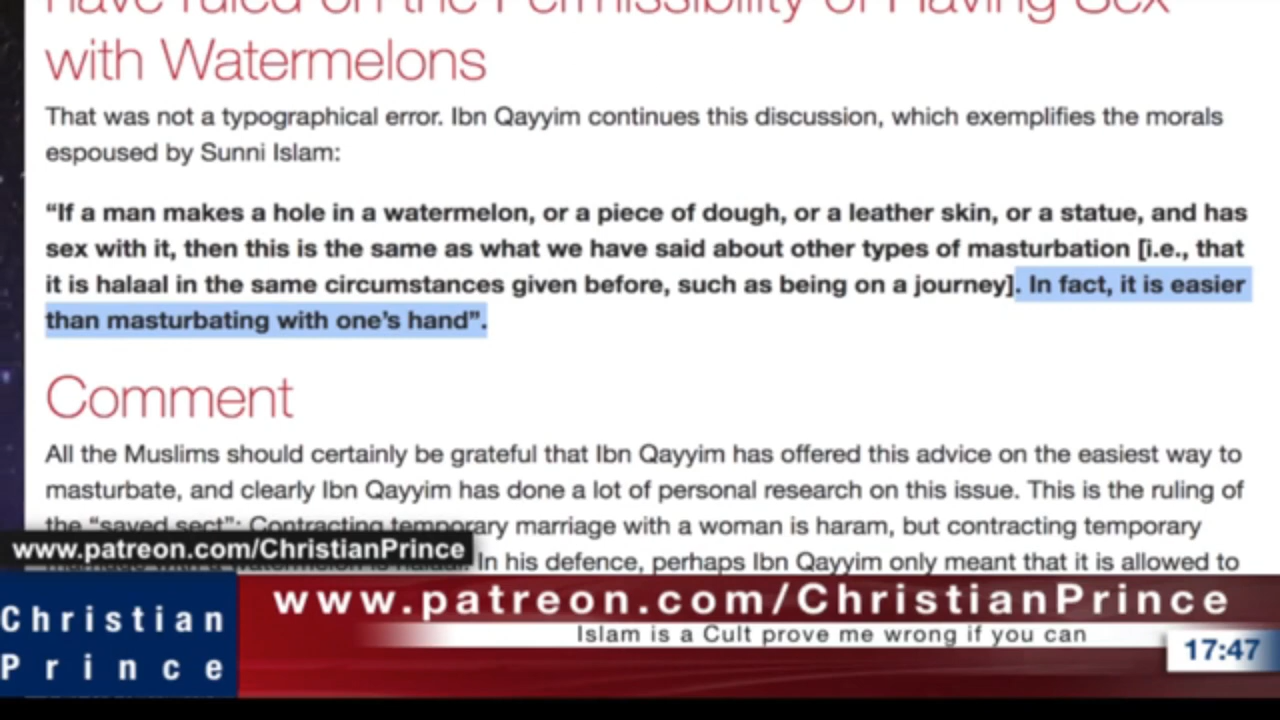 have ruled on the Permissibility of Having Sex
with Watermelons
That was not a typographical error. Ibn Qayyim continues this discussion, which exemplifies the morals
espoused by Sunni Islam:
“If a man makes a hole in a watermelon, or a piece of dough, or a leather skin, or a statue, and has
sex with it, then this is the same as what we have said about other types of masturbation [i.e., that
it is halaal in the same circumstances given before, such as being on a journey]. In fact, it is easier
than masturbating with one’s hand”.
Comment
All the Muslims should certainly be grateful that Ibn Qayyim has offered this advice on the easiest way to
masturbate, and clearly Ibn Qayyim has done a lot of personal research on this issue. This is the ruling of
the “saved sect”: Contracting temporary marriage with a woman is haram, but contracting temporary
www.patreon.com/ChristianPrince
In his defence, perhaps Ibn Qayyim only meant that it is allowed to
www.patreon.com/ChristianPrince
Christian
Prince
Islam is a Cult prove me wrong if you can
17:47